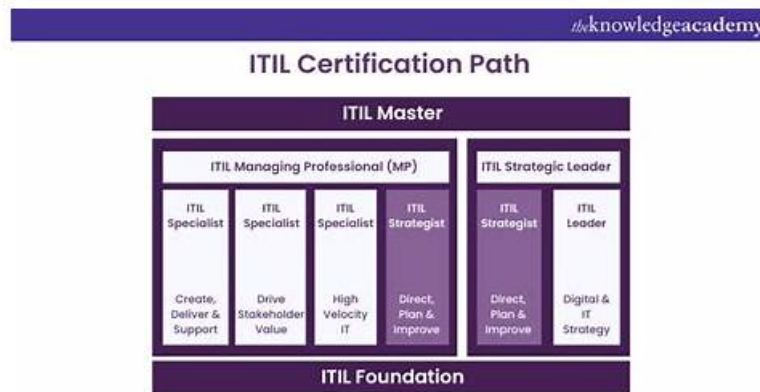 theknowledgeacademy
ITIL Certification Path
ITIL Master
ITIL Managing Professional (MP)
ITIL
Specialist
Create,
Deliver &
Support
ITIL
Specialist
Drive
Stakeholder
Value
ITIL
Specialist
High
Velocity
IT
ITIL
Strategist
Direct,
Plan &
Improve
ITIL Strategic Leader
ITIL
Strategist
Direct,
Plan &
Improve
ITIL
Leader
Digital &
IT
Strategy
ITIL Foundation